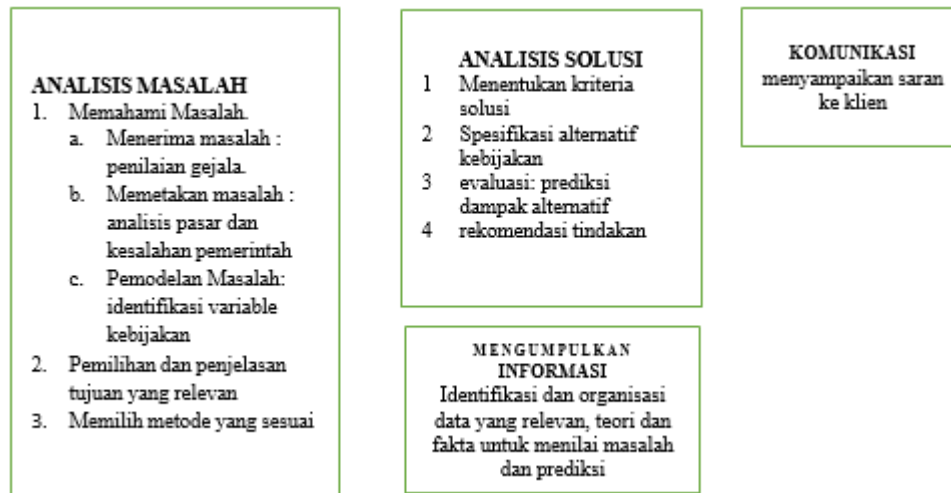 ANALISIS MASALAH
1. Memahami Masalah.
a. Menerima masalah :
penilaian gejala.
b. Memetakan masalah :
analisis pasar dan
kesalahan pemerintah
c. Pemodelan Masalah:
identifikasi variable
kebijakan
2. Pemilihan dan penjelasan
tujuan yang relevan
3. Memilih metode yang sesuai
ANALISIS SOLUSI
1 Menentukan kriteria
solusi
2 Spesifikasi alternatif
kebijakan
3 evaluasi: prediksi
dampak alternatif
4 rekomendasi tindakan
MENGUMPULKAN
INFORMASI
Identifikasi dan organisasi
data yang relevan, teori dan
fakta untuk menilai masalah
dan prediksi
KOMUNIKASI
menyampaikan saran
ke klien